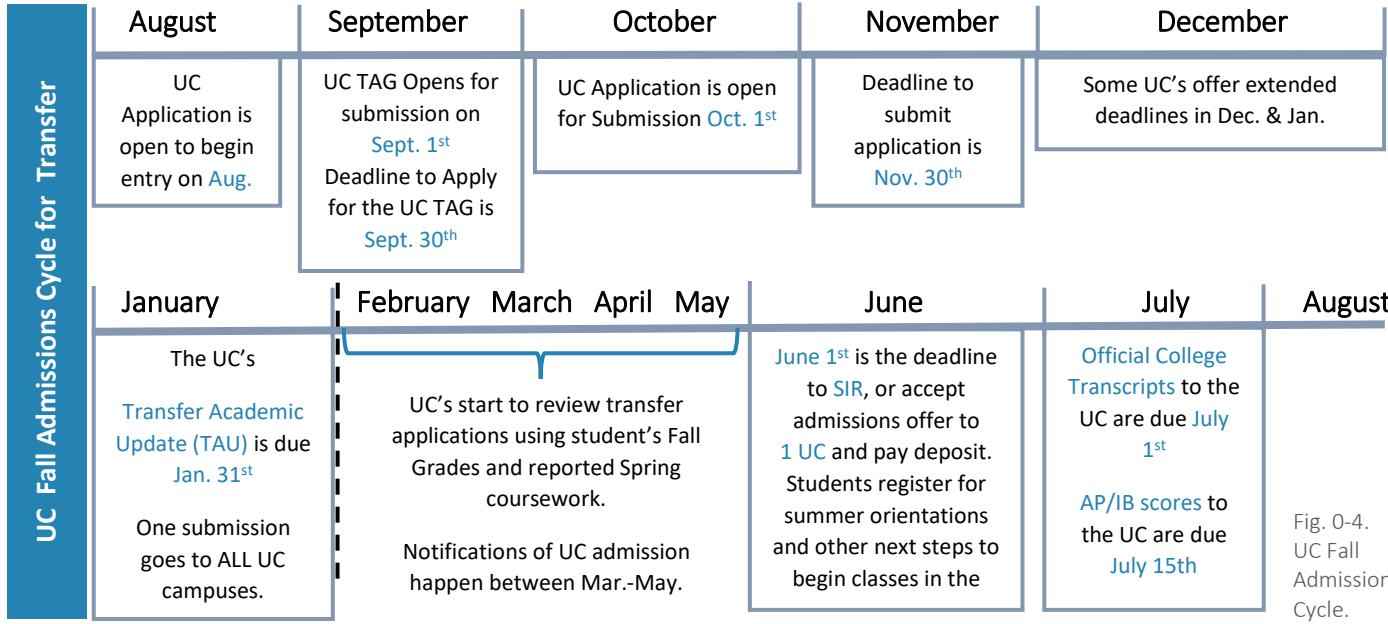 UC Fall Admissions Cycle for Transfer
August
UC
Application is
open to begin
entry on Aug.
September
UC TAG Opens for
submission on
Sept. 1st
Deadline to Apply
for the UC TAG is
Sept. 30th
October
UC Application is open
for Submission Oct. 1st
November
Deadline to
submit
application is
Nov. 30th
December
Some UC’s offer extended
deadlines in Dec. & Jan.
January
The UC’s
Transfer Academic
Update (TAU) is due
Jan. 31st
One submission
goes to ALL UC
campuses.
February March April May
UC’s start to review transfer
applications using student’s Fall
Grades and reported Spring
coursework.
Notifications of UC admission
happen between Mar.-May.
June
June 1st is the deadline
to SIR, or accept
admissions offer to
1 UC and pay deposit.
Students register for
summer orientations
and other next steps to
begin classes in the
July
Official College
Transcripts to the
UC are due July
1st
AP/IB scores to
the UC are due
July 15th
August
Fig. 0-4.
UC Fall
Admission
Cycle.